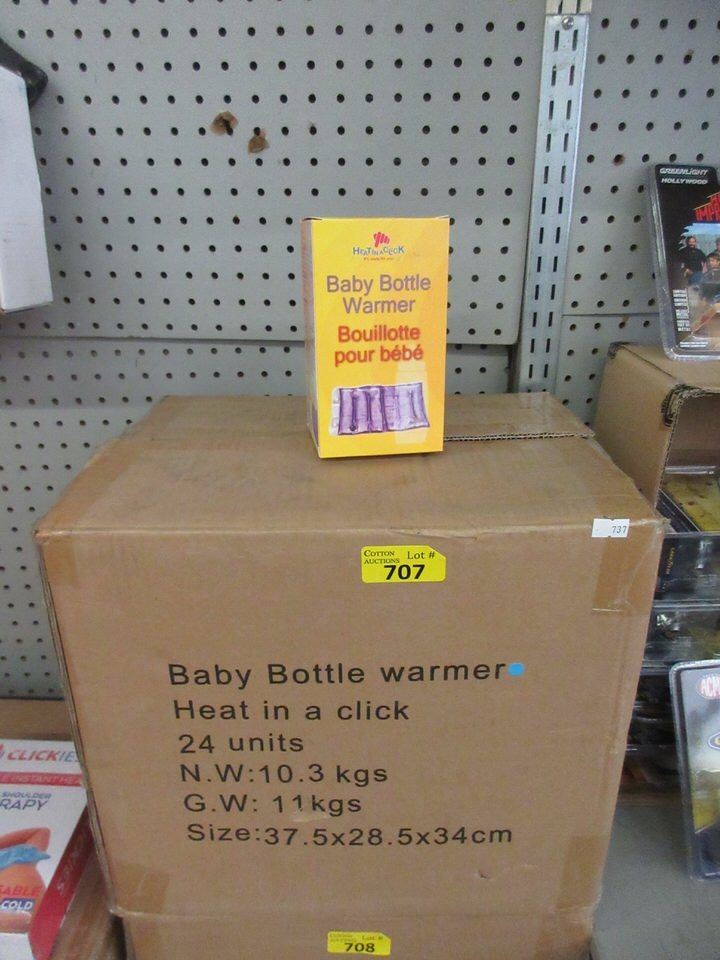 GREENLIGHT
HOLLYWOOD
HEAT IN A CLICK
Baby Bottle
Warmer
Bouillotte
pour bébé
737
COTTON
AUCTIONS
Lot #
707
Baby Bottle warmer
Heat in a click
24 units
N.W:10.3 kgs
G.W: 11kgs
Size:37.5x28.5x34cm
CLICKIE
SHOULDER
RAPY
COLD
Lot #
708